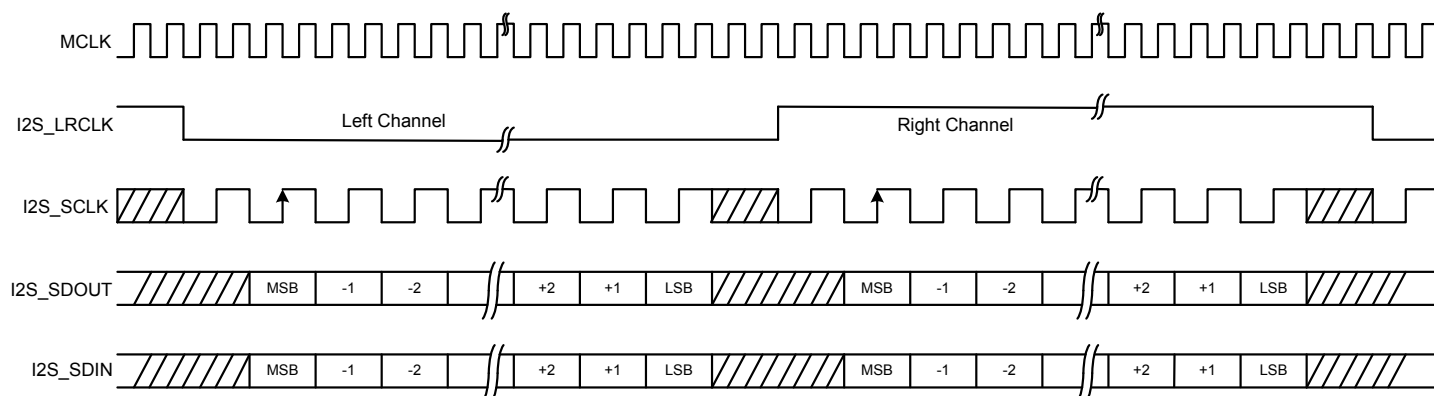 MCLK
I2S_LRCLK Left Channel Right Channel
I2S_SCLK
I2S_SDOUT MSB -1 -2 +2 +1 LSB MSB -1 -2 +2 +1 LSB
I2S_SDIN MSB -1 -2 +2 +1 LSB MSB -1 -2 +2 +1 LSB